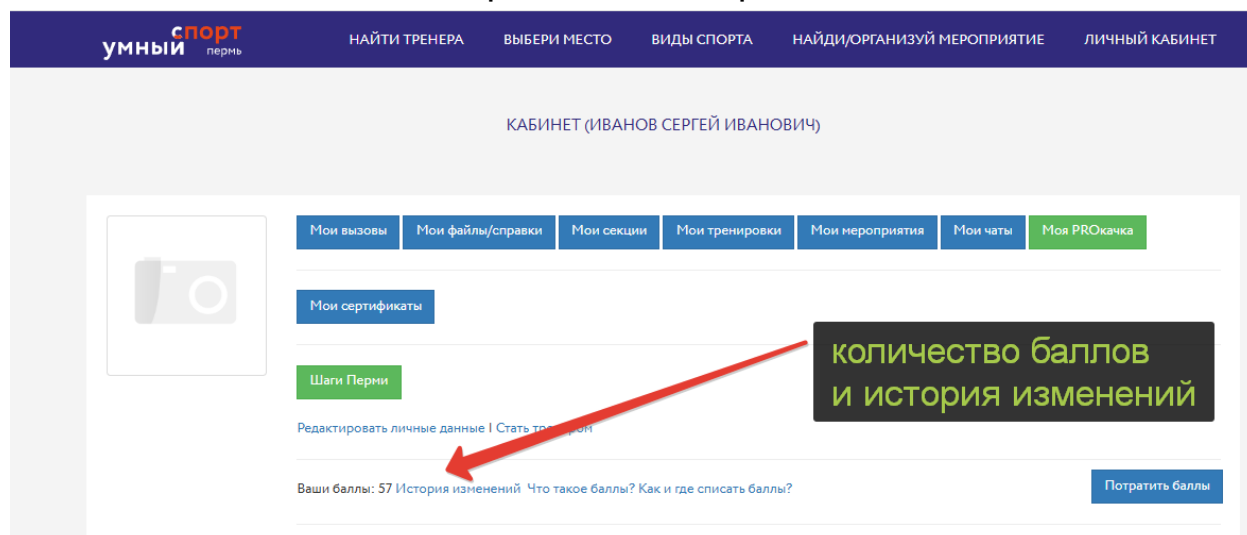 умный спорт пермь
НАЙТИ ТРЕНЕРА ВЫБЕРИ МЕСТО ВИДЫ СПОРТА НАЙДИ/ОРГАНИЗУЙ МЕРОПРИЯТИЕ ЛИЧНЫЙ КАБИНЕТ
КАБИНЕТ (ИВАНОВ СЕРГЕЙ ИВАНОВИЧ)
Мои вызовы Мои файлы/справки Мои секции Мои тренировки Мои мероприятия Мои чаты Моя PROкачка
Мои сертификаты
количество баллов
и история изменений
Шаги Перми
Редактировать личные данные | Стать тренером
Ваши баллы: 57 История изменений Что такое баллы? Как и где списать баллы? Потратить баллы